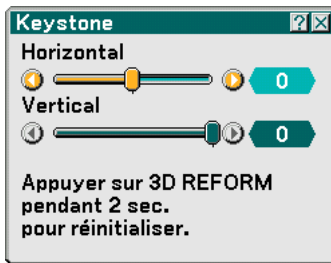 Keystone
Horizontal
0
Vertical
0
Appuyer sur 3D REFORM
pendant 2 sec.
pour réinitialiser.